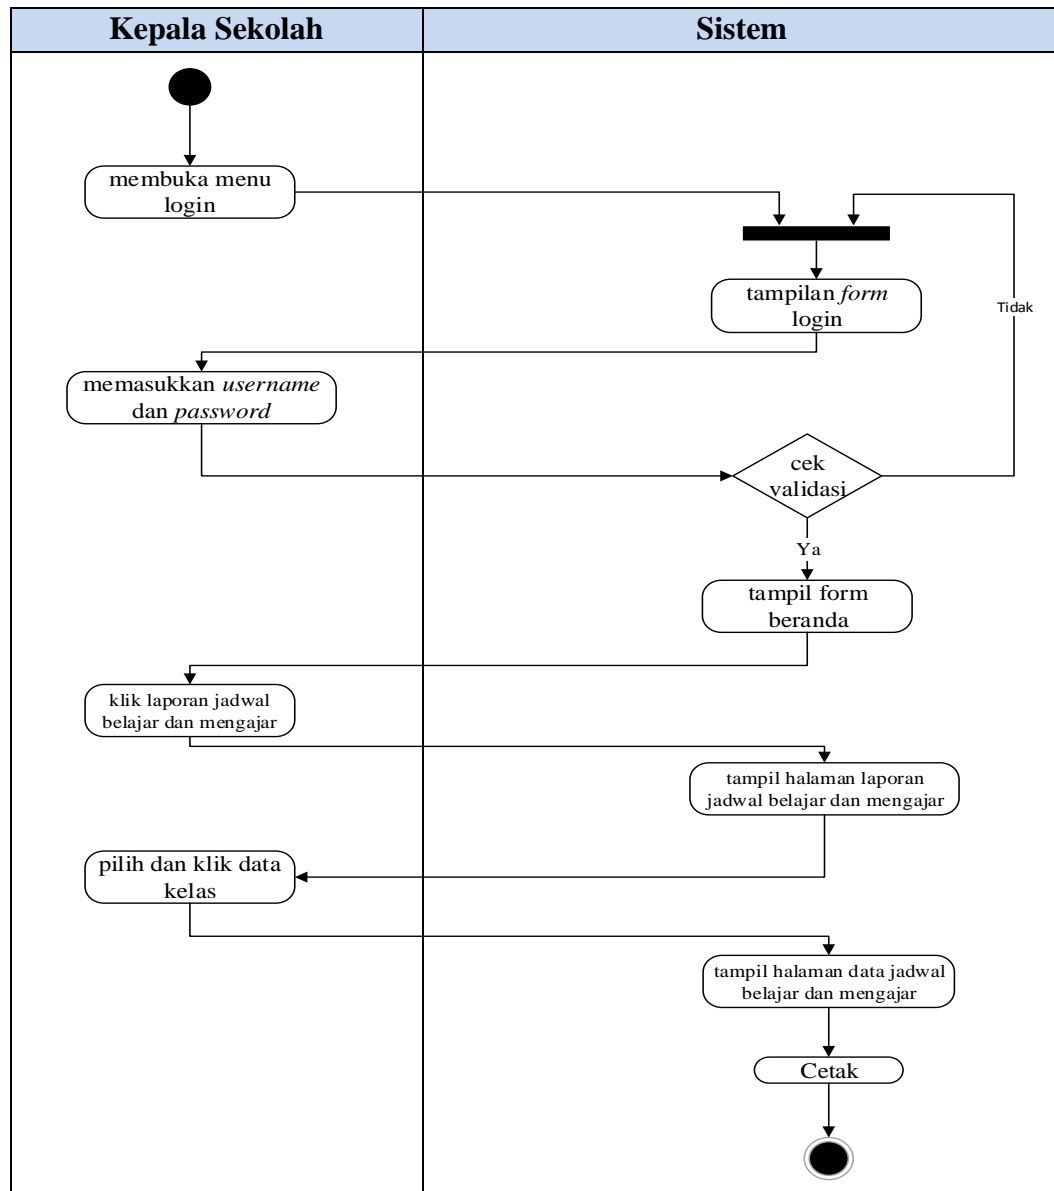 Kepala Sekolah
Sistem
membuka menu
login
tampilan form
login
Tidak
memasukkan username
dan password
cek
validasi
Ya
tampil form
beranda
klik laporan jadwal
belajar dan mengajar
tampil halaman laporan
jadwal belajar dan mengajar
pilih dan klik data
kelas
tampil halaman data jadwal
belajar dan mengajar
Cetak